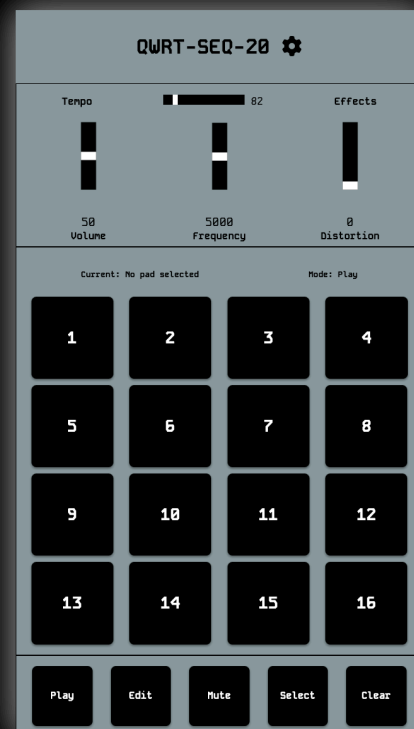 QWRT-SEQ-20
Tempo 82 Effects
50 5000 0
Volume Frequency Distortion
Current: No pad selected Mode: Play
1 2 3 4
5 6 7 8
9 10 11 12
13 14 15 16
Play Edit Mute Select Clear